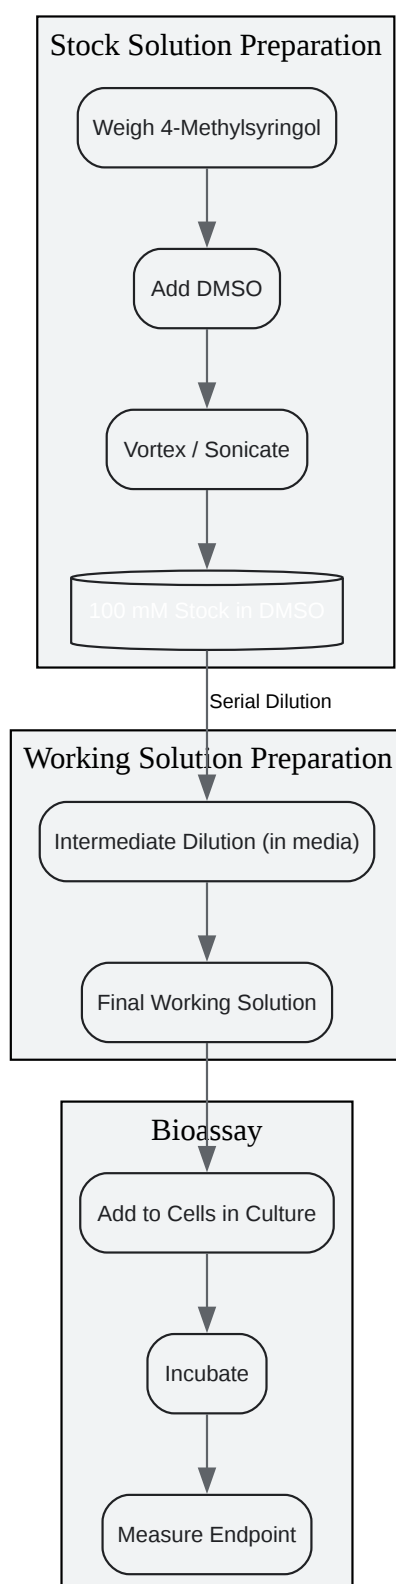 Stock Solution Preparation
Weigh 4-Methylsyringol
Add DMSO
Vortex / Sonicate
100 mM Stock in DMSO
Serial Dilution
Working Solution Preparation
Intermediate Dilution (in media)
Final Working Solution
Bioassay
Add to Cells in Culture
Incubate
Measure Endpoint